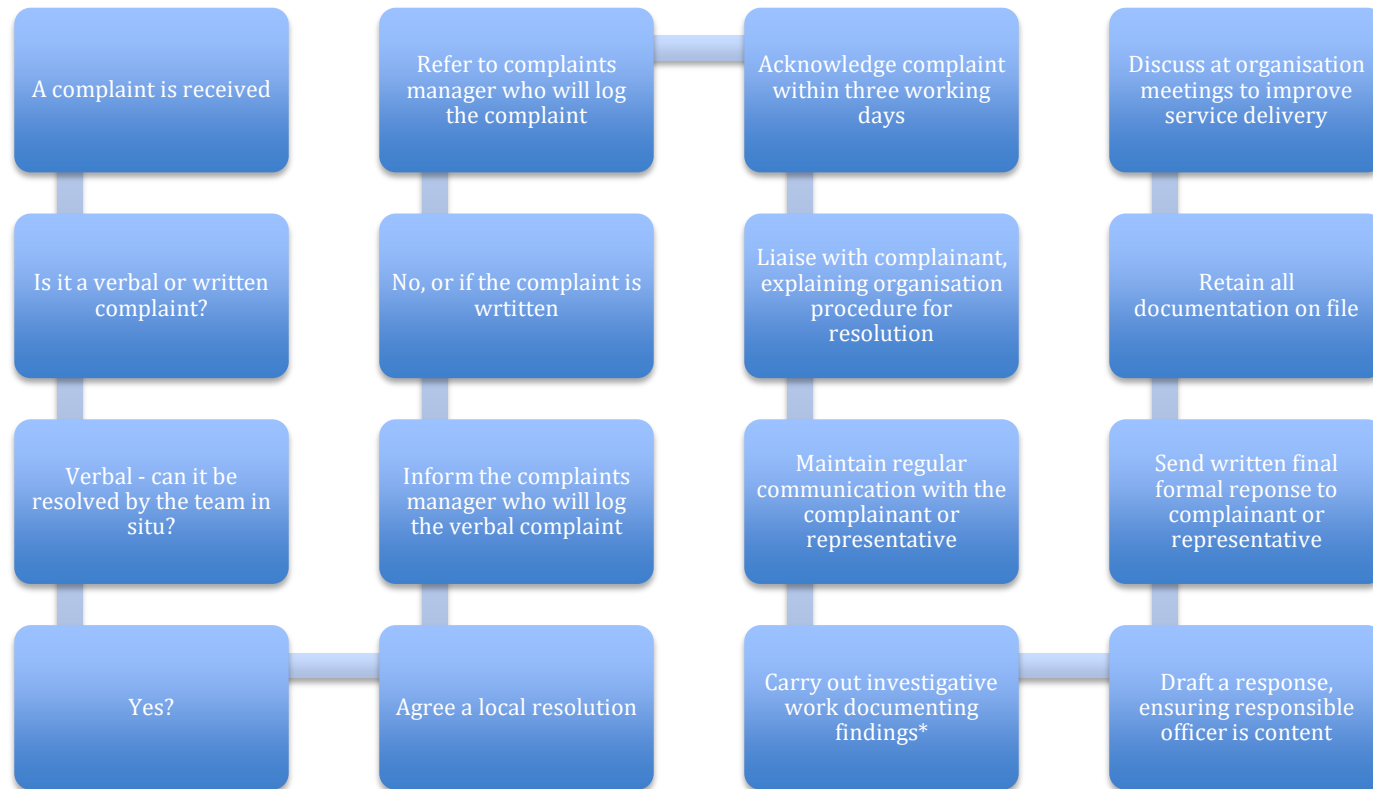 A complaint is received
Is it a verbal or written
complaint?
Verbal - can it be
resolved by the team in
situ?
Yes?
Agree a local resolution
Inform the complaints
manager who will log
the verbal complaint
No, or if the complaint is
wrtitten
Refer to complaints
manager who will log
the complaint
Acknowledge complaint
within three working
days
Liaise with complainant,
explaining organisation
procedure for
resolution
Maintain regular
communication with the
complainant or
representative
Carry out investigative
work documenting
findings*
Draft a response,
ensuring responsible
officer is content
Send written final
formal reponse to
complainant or
representative
Retain all
documentation on file
Discuss at organisation
meetings to improve
service delivery